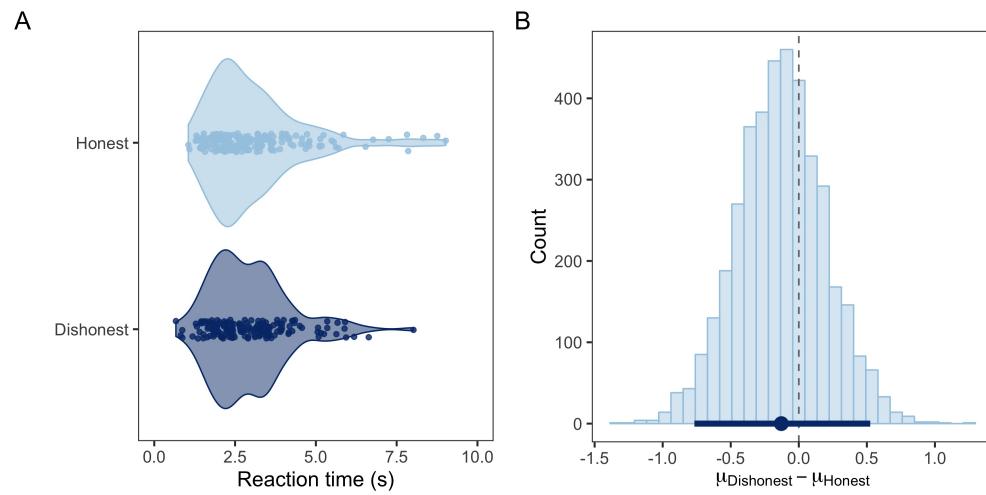 A
Honest
Dishonest
0.0 2.5 5.0 7.5 10.0
Reaction time (s)
B
Count
400
300
200
100
0
-1.5 -1.0 -0.5 0.0 0.5 1.0
μDishonest − μHonest